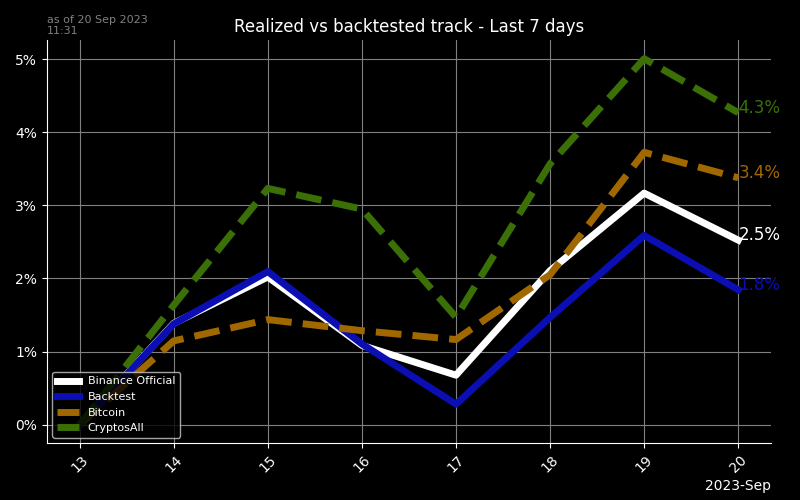 as of 20 Sep 2023
11:31
Realized vs backtested track - Last 7 days
5%
4%
3%
2%
1%
0%
4.3%
3.4%
2.5%
1.8%
Binance Official
Backtest
Bitcoin
CryptosAll
13
14
15
16
17
18
19
20
2023-Sep